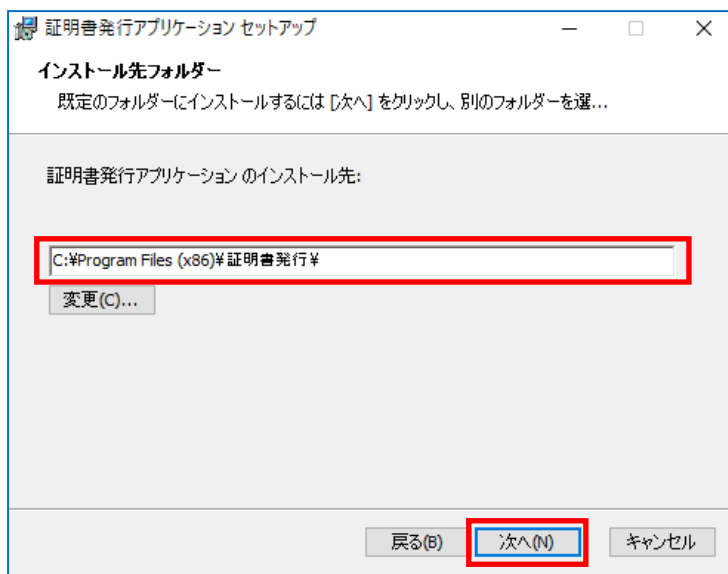 証明書発行アプリケーション セットアップ
インストール先フォルダー
既定のフォルダーにインストールするには [次へ] をクリックし、別のフォルダーを選...
証明書発行アプリケーション のインストール先:
C:¥Program Files (x86)¥証明書発行¥
変更(C)...
戻る(B) 次へ(N) キャンセル